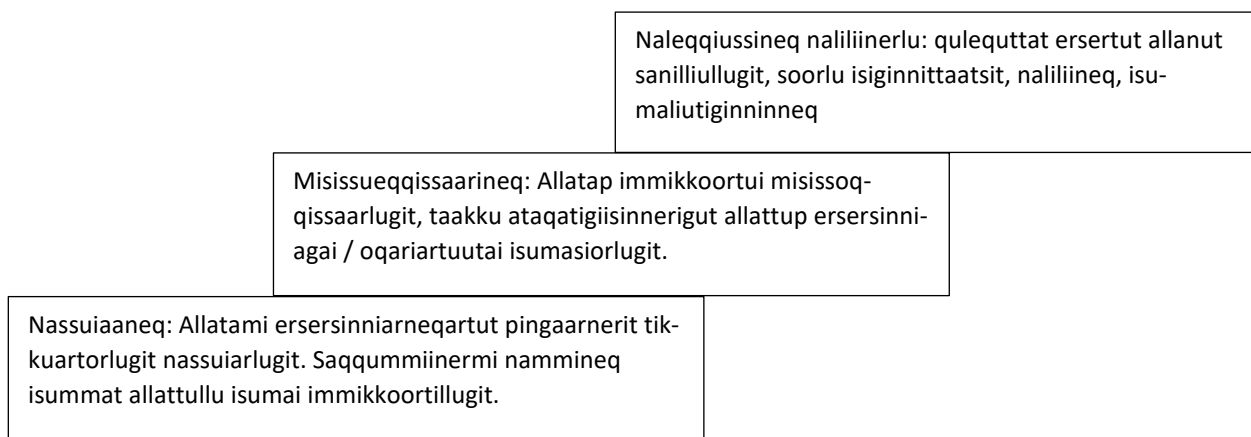 Naleqqiussineq naliliinerlu: qulequttat ersertut allanut
sanilliullugit, soorlu isiginnittaatsit, naliliineq, isu-
maliutiginninneq
Misissueqqissaarineq: Allatap immikkoortui misissoq-
qissaarlugit, taakku ataqatigiisinnerigut allattup ersersinni-
agai / oqariartuutai isumasiorlugit.
Nassuiaaneq: Allatami ersersinniarneqartut pingaarnerit tik-
kuartorlugit nassuiarlugit. Saqqummiinermi nammineq
isummat allattullu isumai immikkoortillugit.